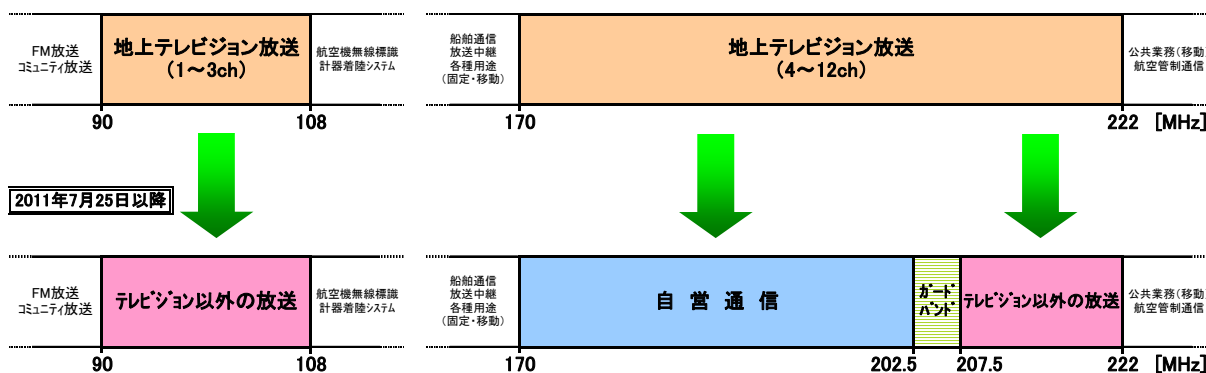 FM放送
コミュニティ放送
地上テレビジョン放送
(1～3ch)
航空機無線標識
計器着陸システム
船舶通信
放送中継
各種用途
(固定・移動)
地上テレビジョン放送
(4～12ch)
公共業務(移動)
航空管制通信
90
108
170
222
[MHz]
2011年7月25日以降
FM放送
コミュニティ放送
テレビジョン以外の放送
航空機無線標識
計器着陸システム
船舶通信
放送中継
各種用途
(固定・移動)
自営通信
ガード
バンド
テレビジョン以外の放送
公共業務(移動)
航空管制通信
90
108
170
202.5
207.5
222
[MHz]